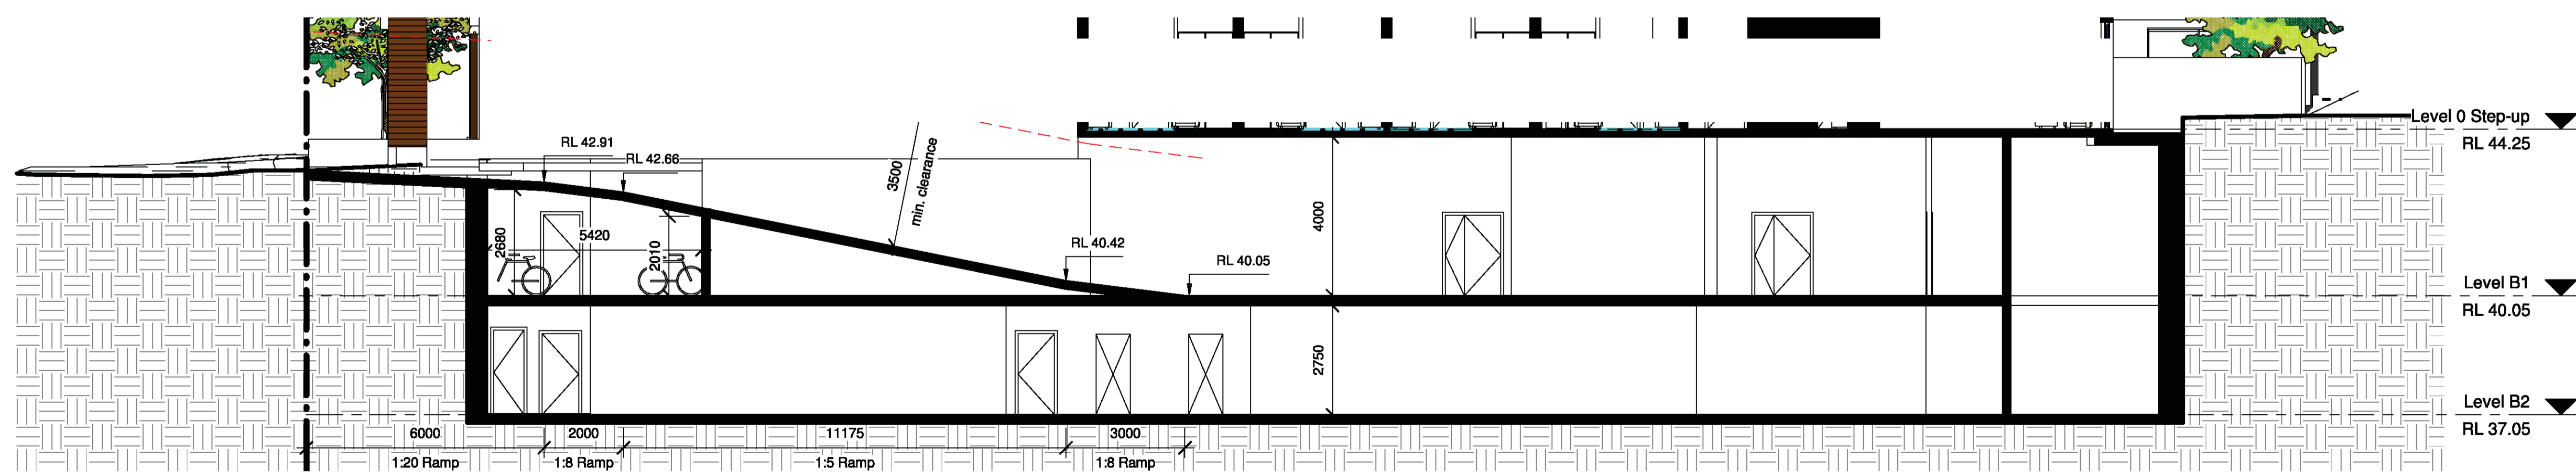 Level 0 Step-up
RL 44.25
RL 42.91
RL 42.66
3500
min. clearance
4000
2680
5420
2010
RL 40.42
RL 40.05
Level B1
RL 40.05
2750
Level B2
RL 37.05
6000
2000
11175
3000
1:20 Ramp
1:8 Ramp
1:5 Ramp
1:8 Ramp